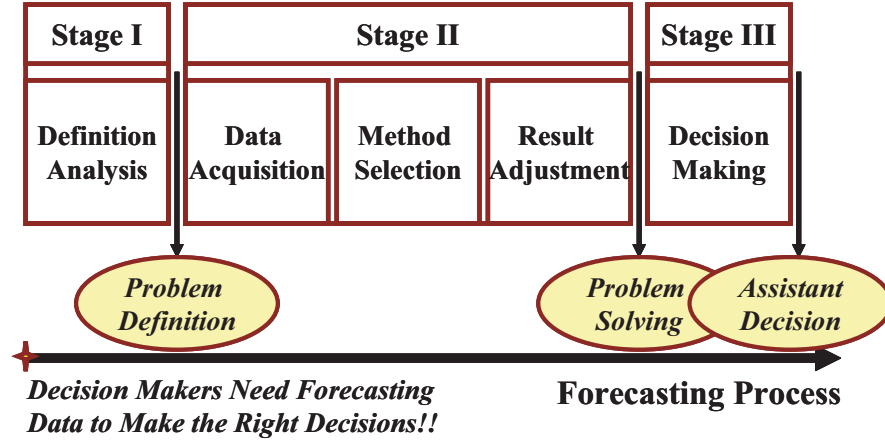 Stage I
Stage II
Stage III
Definition
Analysis
Data
Acquisition
Method
Selection
Result
Adjustment
Decision
Making
Problem
Definition
Problem
Solving
Assistant
Decision
Decision Makers Need Forecasting
Data to Make the Right Decisions!!
Forecasting Process